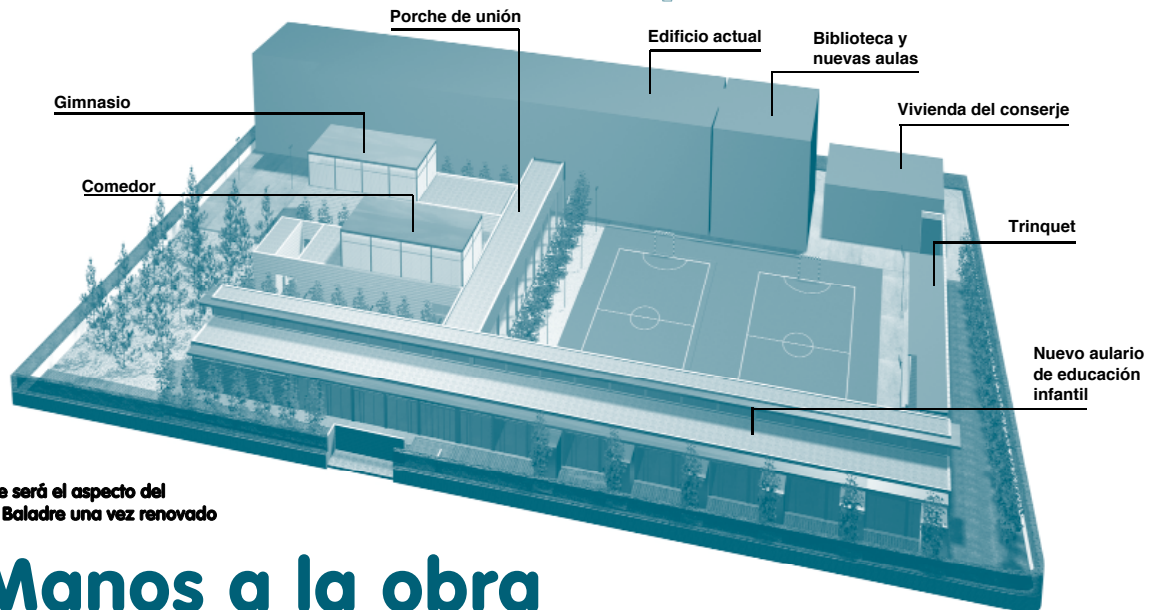 Porche de unión
Edificio actual
Biblioteca y
nuevas aulas
Gimnasio
Vivienda del conserje
Comedor
Trinquet
Nuevo aulario
de educación
infantil
será el aspecto del
Baladre una vez renovado
Manos a la obra